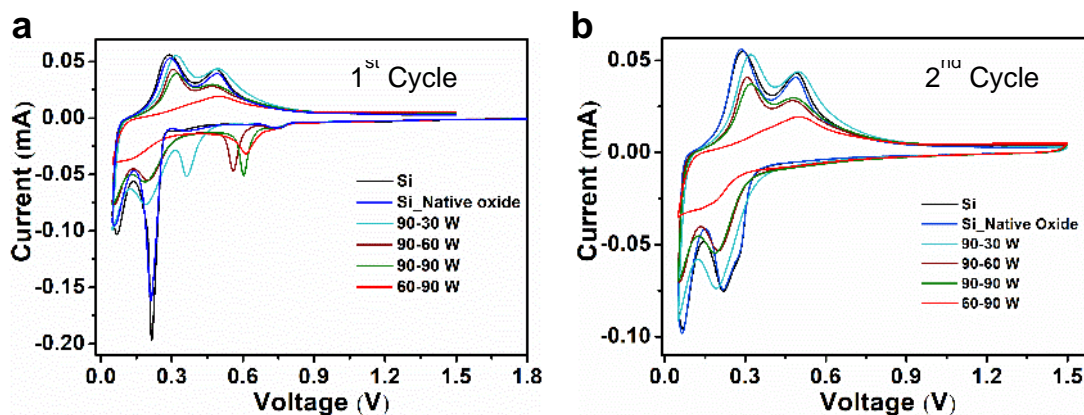 a
1st Cycle
Current (mA)
0.05
0.00
-0.05
-0.10
-0.15
-0.20
Si
Si_Native oxide
90-30 W
90-60 W
90-90 W
60-90 W
0.0 0.3 0.6 0.9 1.2 1.5 1.8
Voltage (V)
b
2nd Cycle
Current (mA)
0.05
0.00
-0.05
-0.10
Si
Si_Native Oxide
90-30 W
90-60 W
90-90 W
60-90 W
0.0 0.3 0.6 0.9 1.2 1.5
Voltage (V)